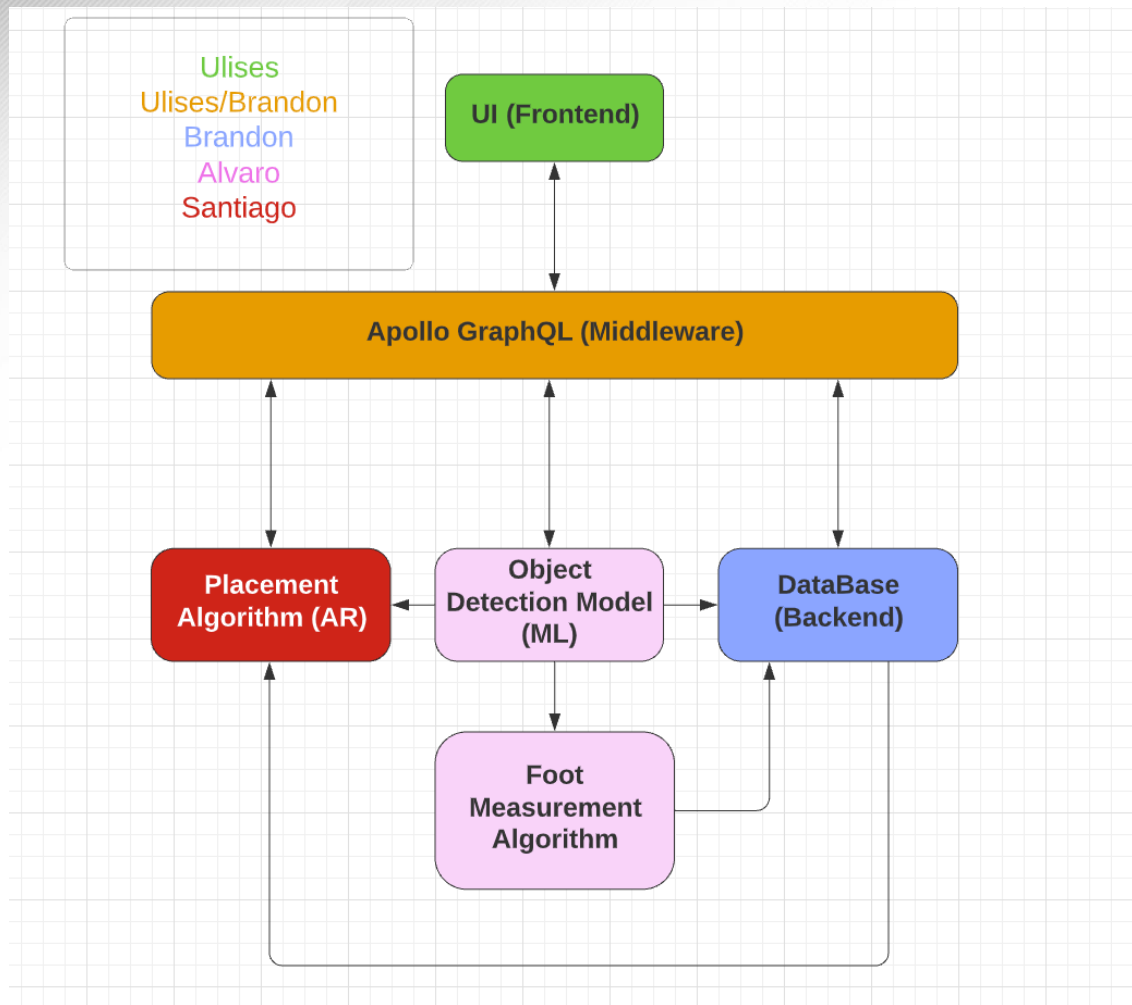 Ulises
Ulises/Brandon
Brandon
Alvaro
Santiago
UI (Frontend)
Apollo GraphQL (Middleware)
Placement
Algorithm (AR)
Object
Detection Model
(ML)
DataBase
(Backend)
Foot
Measurement
Algorithm